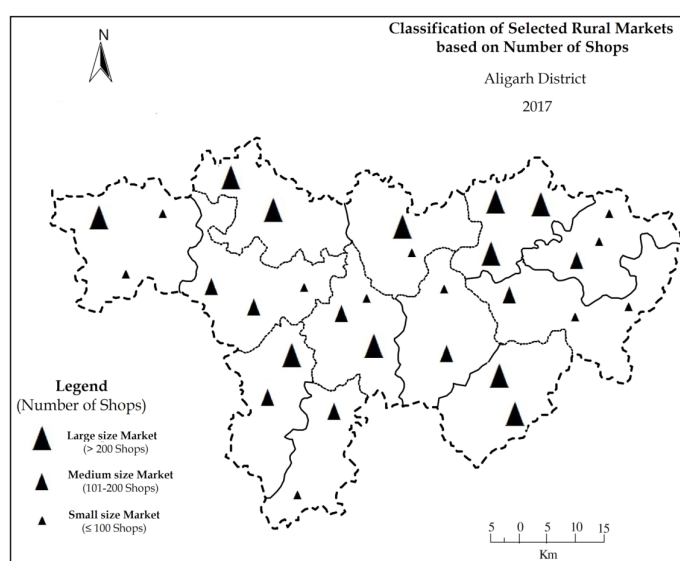 Classification of Selected Rural Markets
based on Number of Shops
Aligarh District
2017
N
Legend
(Number of Shops)
Large size Market
(> 200 Shops)
Medium size Market
(101-200 Shops)
Small size Market
(≤ 100 Shops)
5 0 5 10 15
Km